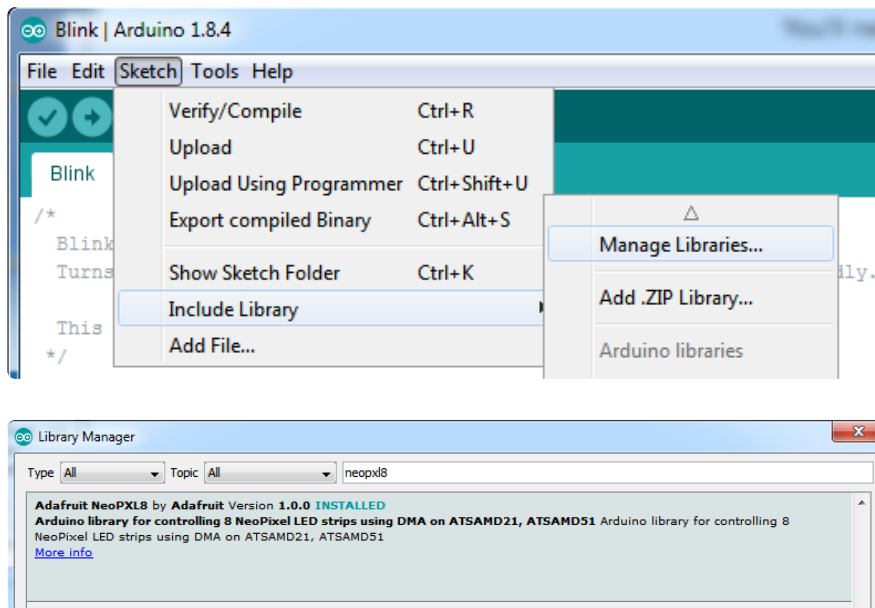 Blink | Arduino 1.8.4
File Edit Sketch Tools Help
Verify/Compile Ctrl+R
Upload Ctrl+U
Blink
Upload Using Programmer Ctrl+Shift+U
/*
Export compiled Binary Ctrl+Alt+S
Blink
Manage Libraries...
Turns
Show Sketch Folder Ctrl+K
dly.
Add .ZIP Library...
Include Library
This
Add File...
Arduino libraries
*/
Library Manager
Type All Topic All neopxl8
Adafruit NeoPXL8 by Adafruit Version 1.0.0 INSTALLED
Arduino library for controlling 8 NeoPixel LED strips using DMA on ATSAMD21, ATSAMD51 Arduino library for controlling 8
NeoPixel LED strips using DMA on ATSAMD21, ATSAMD51
More info